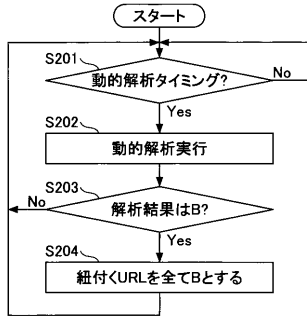 スタート
S201
動的解析タイミング?
No
Yes
S202
動的解析実行
S203
No
解析結果はB?
Yes
S204
紐付くURLを全てBとする